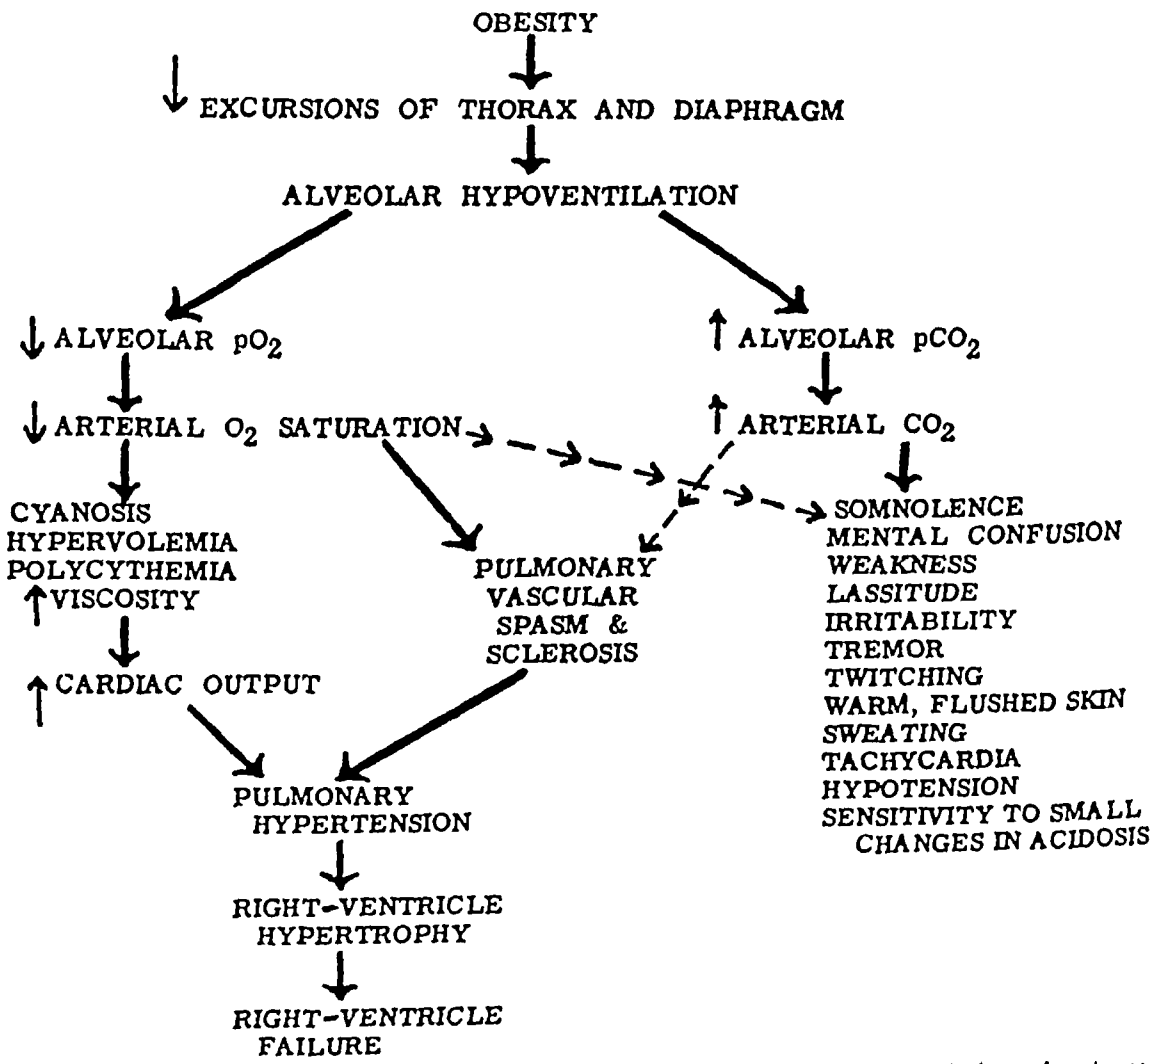 OBESITY
↓ EXCURSIONS OF THORAX AND DIAPHRAGM
ALVEOLAR HYPOVENTILATION
↓ ALVEOLAR pO₂
↑ ALVEOLAR pCO₂
↓ ARTERIAL O₂ SATURATION
↑ ARTERIAL CO₂
CYANOSIS
HYPERVOLEMIA
POLYCYTHEMIA
↑ VISCOSITY
PULMONARY
VASCULAR
SPASM &
SCLEROSIS
SOMNOLENCE
MENTAL CONFUSION
WEAKNESS
LASSITUDE
IRRITABILITY
TREMOR
TWITCHING
WARM, FLUSHED SKIN
SWEATING
TACHYCARDIA
HYPOTENSION
SENSITIVITY TO SMALL
CHANGES IN ACIDOSIS
↑ CARDIAC OUTPUT
PULMONARY
HYPERTENSION
RIGHT-VENTRICLE
HYPERTROPHY
RIGHT-VENTRICLE
FAILURE